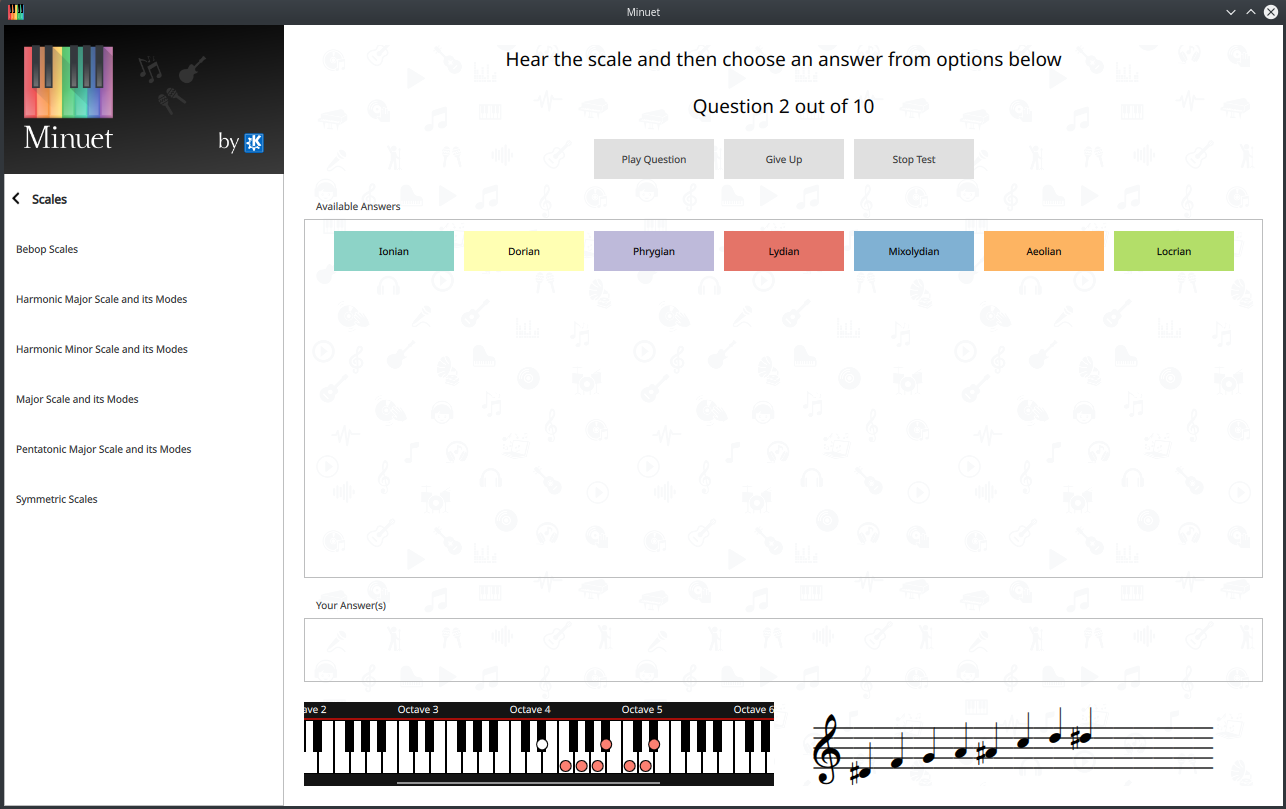 Minuet
Minuet
by K
Scales
Bebop Scales
Harmonic Major Scale and its Modes
Harmonic Minor Scale and its Modes
Major Scale and its Modes
Pentatonic Major Scale and its Modes
Symmetric Scales
Hear the scale and then choose an answer from options below
Question 2 out of 10
Play Question Give Up Stop Test
Available Answers
Ionian Dorian Phrygian Lydian Mixolydian Aeolian Locrian
Your Answer(s)
ave 2 Octave 3 Octave 4 Octave 5 Octave 6